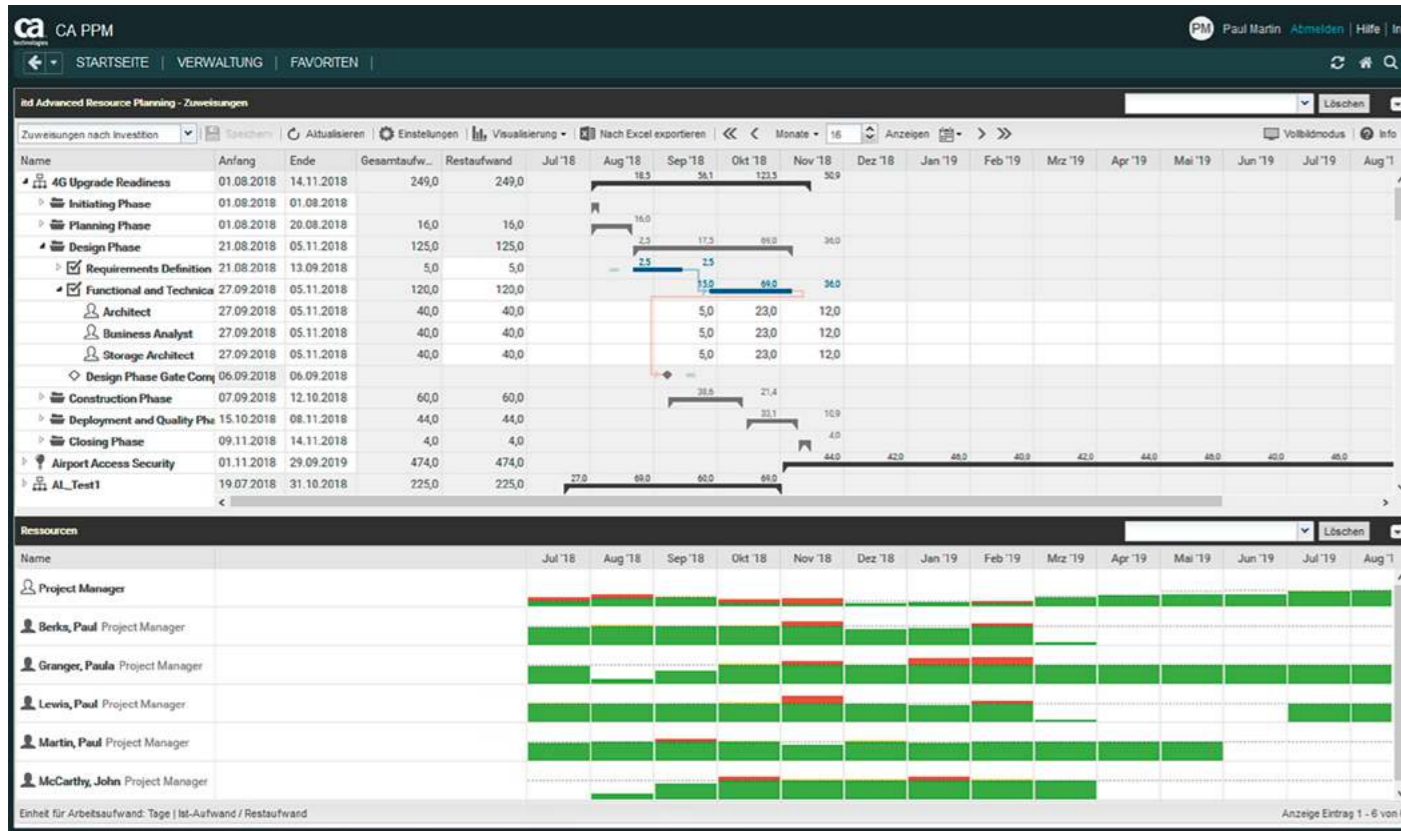 ca technologies CA PPM PM Paul Martin Abmelden | Hilfe | In
STARTSEITE | VERWALTUNG | FAVORITEN |
itd Advanced Resource Planning - Zuweisungen Löschen
Zuweisungen nach Investition Speichern Aktualisieren Einstellungen Visualisierung Nach Excel exportieren Monate 16 Anzeigen Vollbildmodus Info
Name Anfang Ende Gesamtaufw... Restaufwand Jul '18 Aug '18 Sep '18 Okt '18 Nov '18 Dez '18 Jan '19 Feb '19 Mrz '19 Apr '19 Mai '19 Jun '19 Jul '19 Aug '1
4G Upgrade Readiness 01.08.2018 14.11.2018 249,0 249,0 18,5 56,1 123,5 50,9
Initiating Phase 01.08.2018 01.08.2018
Planning Phase 01.08.2018 20.08.2018 16,0 16,0 16,0
Design Phase 21.08.2018 05.11.2018 125,0 125,0 2,5 17,5 69,0 36,0
Requirements Definition 21.08.2018 13.09.2018 5,0 5,0 2,5 2,5
Functional and Technica 27.09.2018 05.11.2018 120,0 120,0 15,0 69,0 36,0
Architect 27.09.2018 05.11.2018 40,0 40,0 5,0 23,0 12,0
Business Analyst 27.09.2018 05.11.2018 40,0 40,0 5,0 23,0 12,0
Storage Architect 27.09.2018 05.11.2018 40,0 40,0 5,0 23,0 12,0
Design Phase Gate Comp 06.09.2018 06.09.2018
Construction Phase 07.09.2018 12.10.2018 60,0 60,0 38,6 21,4
Deployment and Quality Pha 15.10.2018 08.11.2018 44,0 44,0 33,1 10,9
Closing Phase 09.11.2018 14.11.2018 4,0 4,0 4,0
Airport Access Security 01.11.2018 29.09.2019 474,0 474,0 44,0 42,0 46,0 40,0 42,0 44,0 46,0 40,0 46,0
AL_Test1 19.07.2018 31.10.2018 225,0 225,0 27,0 69,0 60,0 69,0
Ressourcen Löschen
Name Jul '18 Aug '18 Sep '18 Okt '18 Nov '18 Dez '18 Jan '19 Feb '19 Mrz '19 Apr '19 Mai '19 Jun '19 Jul '19 Aug '1
Project Manager
Berks, Paul Project Manager
Granger, Paula Project Manager
Lewis, Paul Project Manager
Martin, Paul Project Manager
McCarthy, John Project Manager
Einheit für Arbeitsaufwand: Tage | Ist-Aufwand / Restaufwand Anzeige Eintrag 1 - 6 von